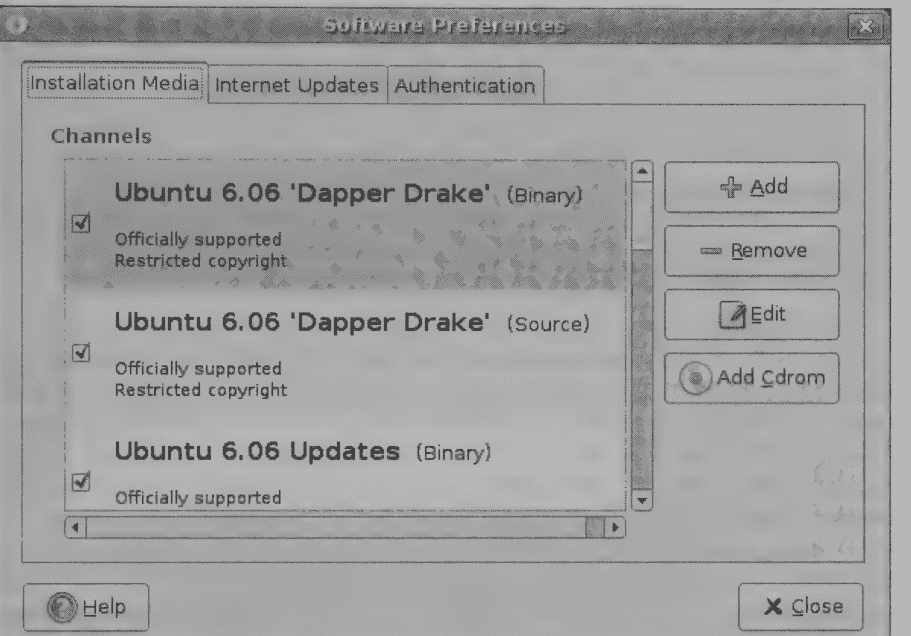 Software Preferences
Installation Media Internet Updates Authentication
Channels
Ubuntu 6.06 'Dapper Drake' (Binary)
Officially supported
Restricted copyright
Ubuntu 6.06 'Dapper Drake' (Source)
Officially supported
Restricted copyright
Ubuntu 6.06 Updates (Binary)
Officially supported
Add
Remove
Edit
Add Cdrom
Help
Close